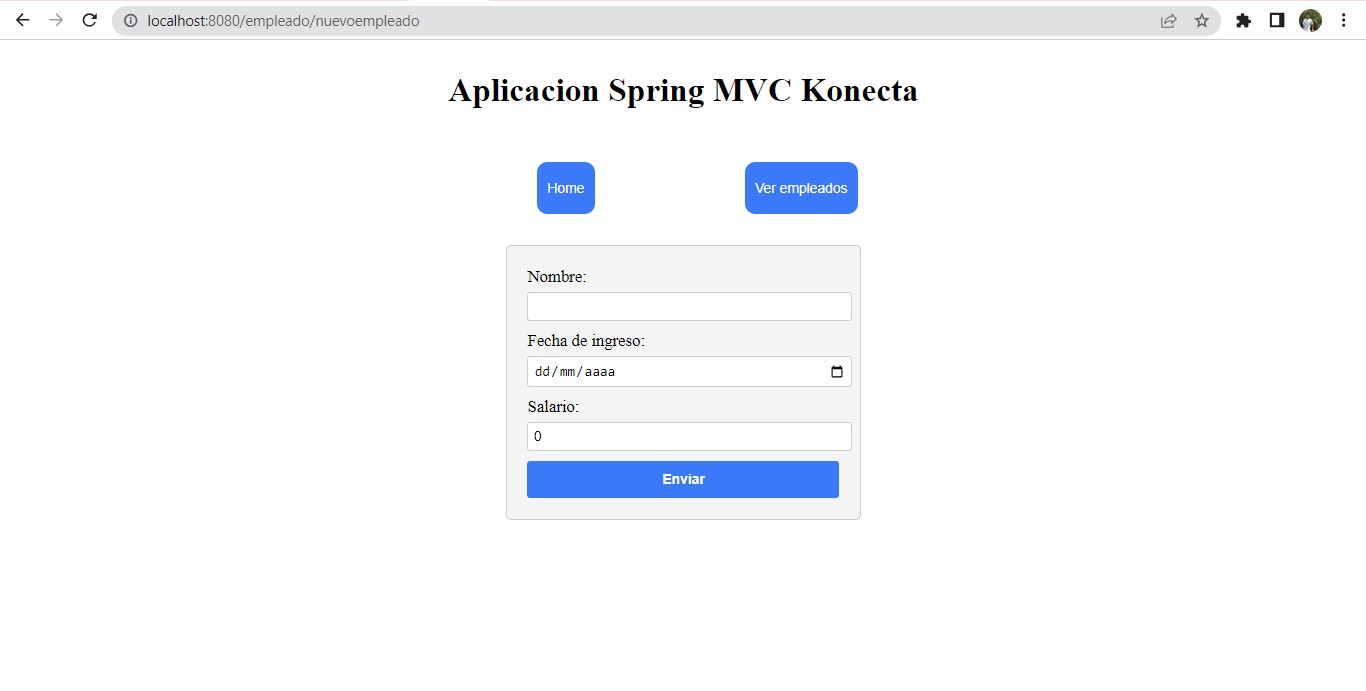 localhost:8080/empleado/nuevoempleado
Aplicacion Spring MVC Konecta
Home Ver empleados
Nombre:
Fecha de ingreso:
dd/mm/aaaa
Salario:
0
Enviar